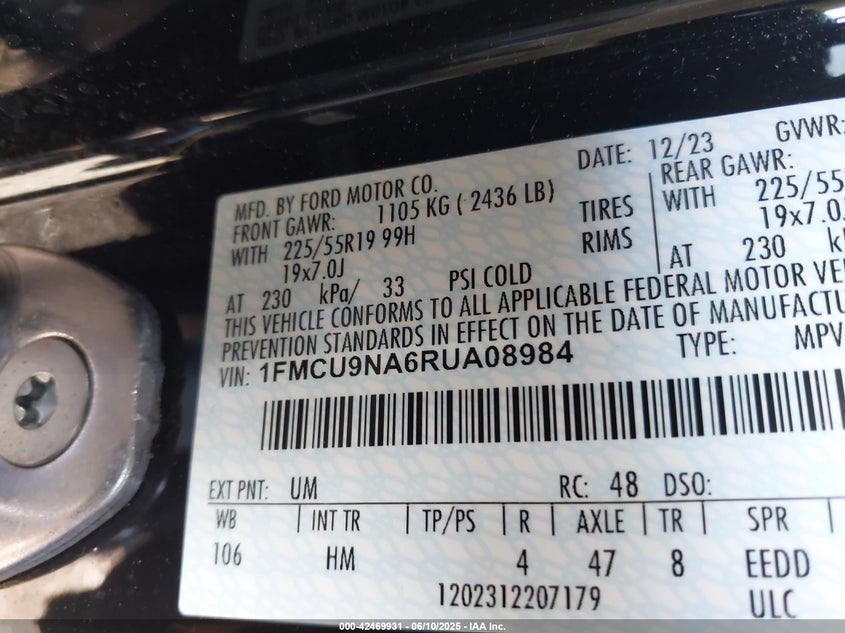 DATE: 12/23 GVWR:
MFD. BY FORD MOTOR CO.
FRONT GAWR: 1105 KG ( 2436 LB) REAR GAWR:
WITH 225/55R19 99H TIRES WITH 225/55
19x7.0J RIMS 19x7.0J
AT 230 kPa/ 33 PSI COLD AT 230
THIS VEHICLE CONFORMS TO ALL APPLICABLE FEDERAL MOTOR VE
PREVENTION STANDARDS IN EFFECT ON THE DATE OF MANUFACTU
VIN: 1FMCU9NA6RUA08984 TYPE: MPV
EXT PNT: UM RC: 48 DSO:
WB | INT TR | TP/PS | R | AXLE | TR | SPR
106 HM 4 47 8 EEDD
1202312207179 ULC
000-42469931 - 06/10/2025 - IAA Inc.